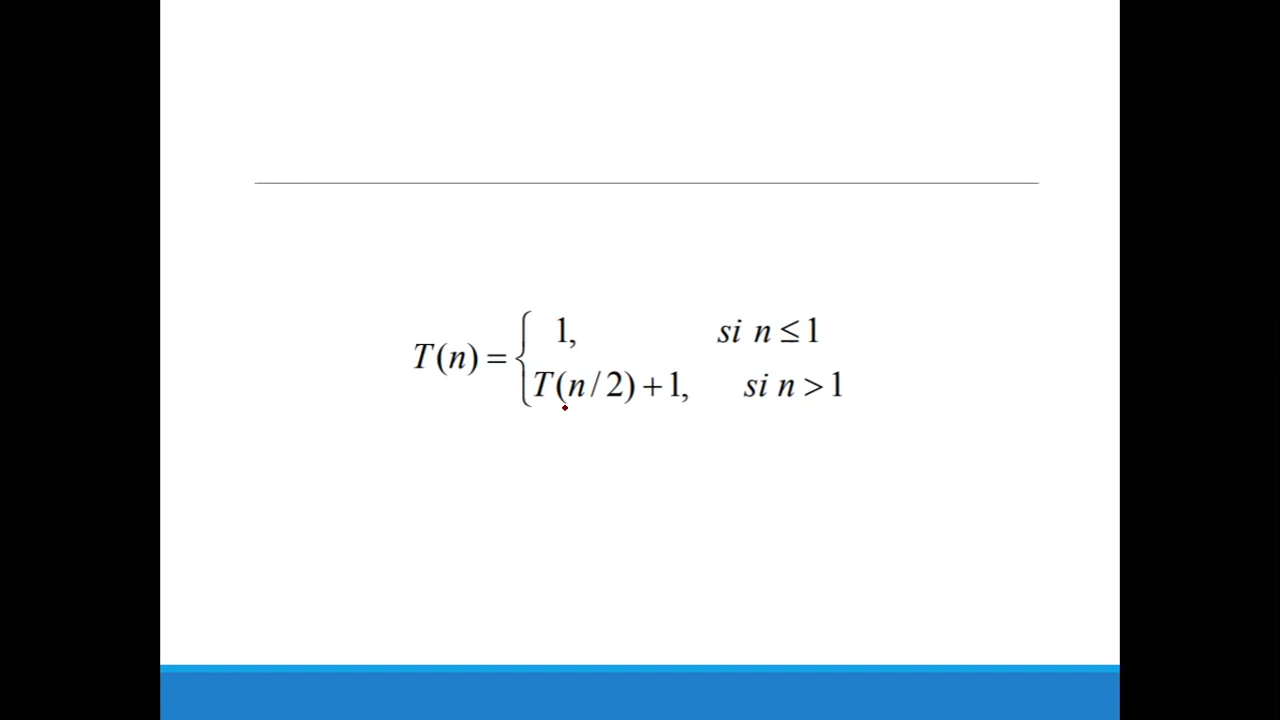 T(n) = { 1, si n ≤ 1
T(n/2)+1, si n > 1